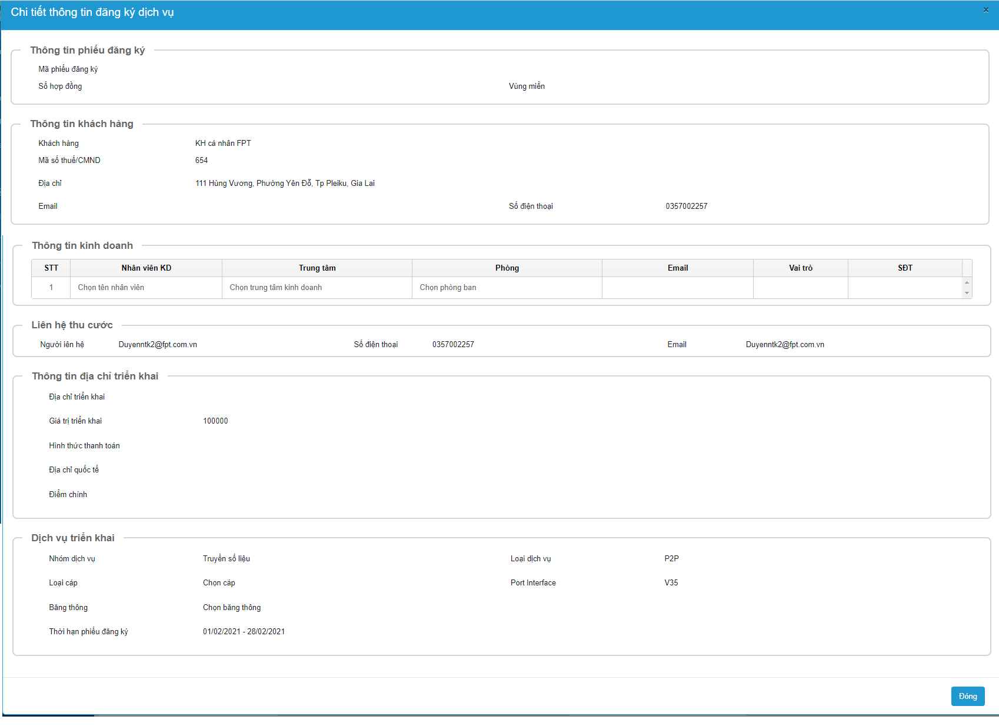 Chi tiết thông tin đăng ký dịch vụ ×
Thông tin phiếu đăng ký
Mã phiếu đăng ký
Số hợp đồng Vùng miền
Thông tin khách hàng
Khách hàng KH cá nhân FPT
Mã số thuế/CMND 654
Địa chỉ 111 Hùng Vương, Phường Yên Đỗ, Tp Pleiku, Gia Lai
Email Số điện thoại 0357002257
Thông tin kinh doanh
STT Nhân viên KD Trung tâm Phòng Email Vai trò SĐT
1 Chọn tên nhân viên Chọn trung tâm kinh doanh Chọn phòng ban
Liên hệ thu cước
Người iên hệ Duyenntk2@fpt.com.vn Số điện thoại 0357002257 Email Duyenntk2@fpt.com.vn
Thông tin địa chỉ triển khai
Địa chỉ triển khai
Giá trị triển khai 100000
Hình thức thanh toán
Địa chỉ quốc tế
Điểm chính
Dịch vụ triển khai
Nhóm dịch vụ Truyền số liệu Loại dịch vụ P2P
Loại cáp Chọn cáp Port Interface V35
Băng thông Chọn băng thông
Thời hạn phiếu đăng ký 01/02/2021 - 28/02/2021
Đóng